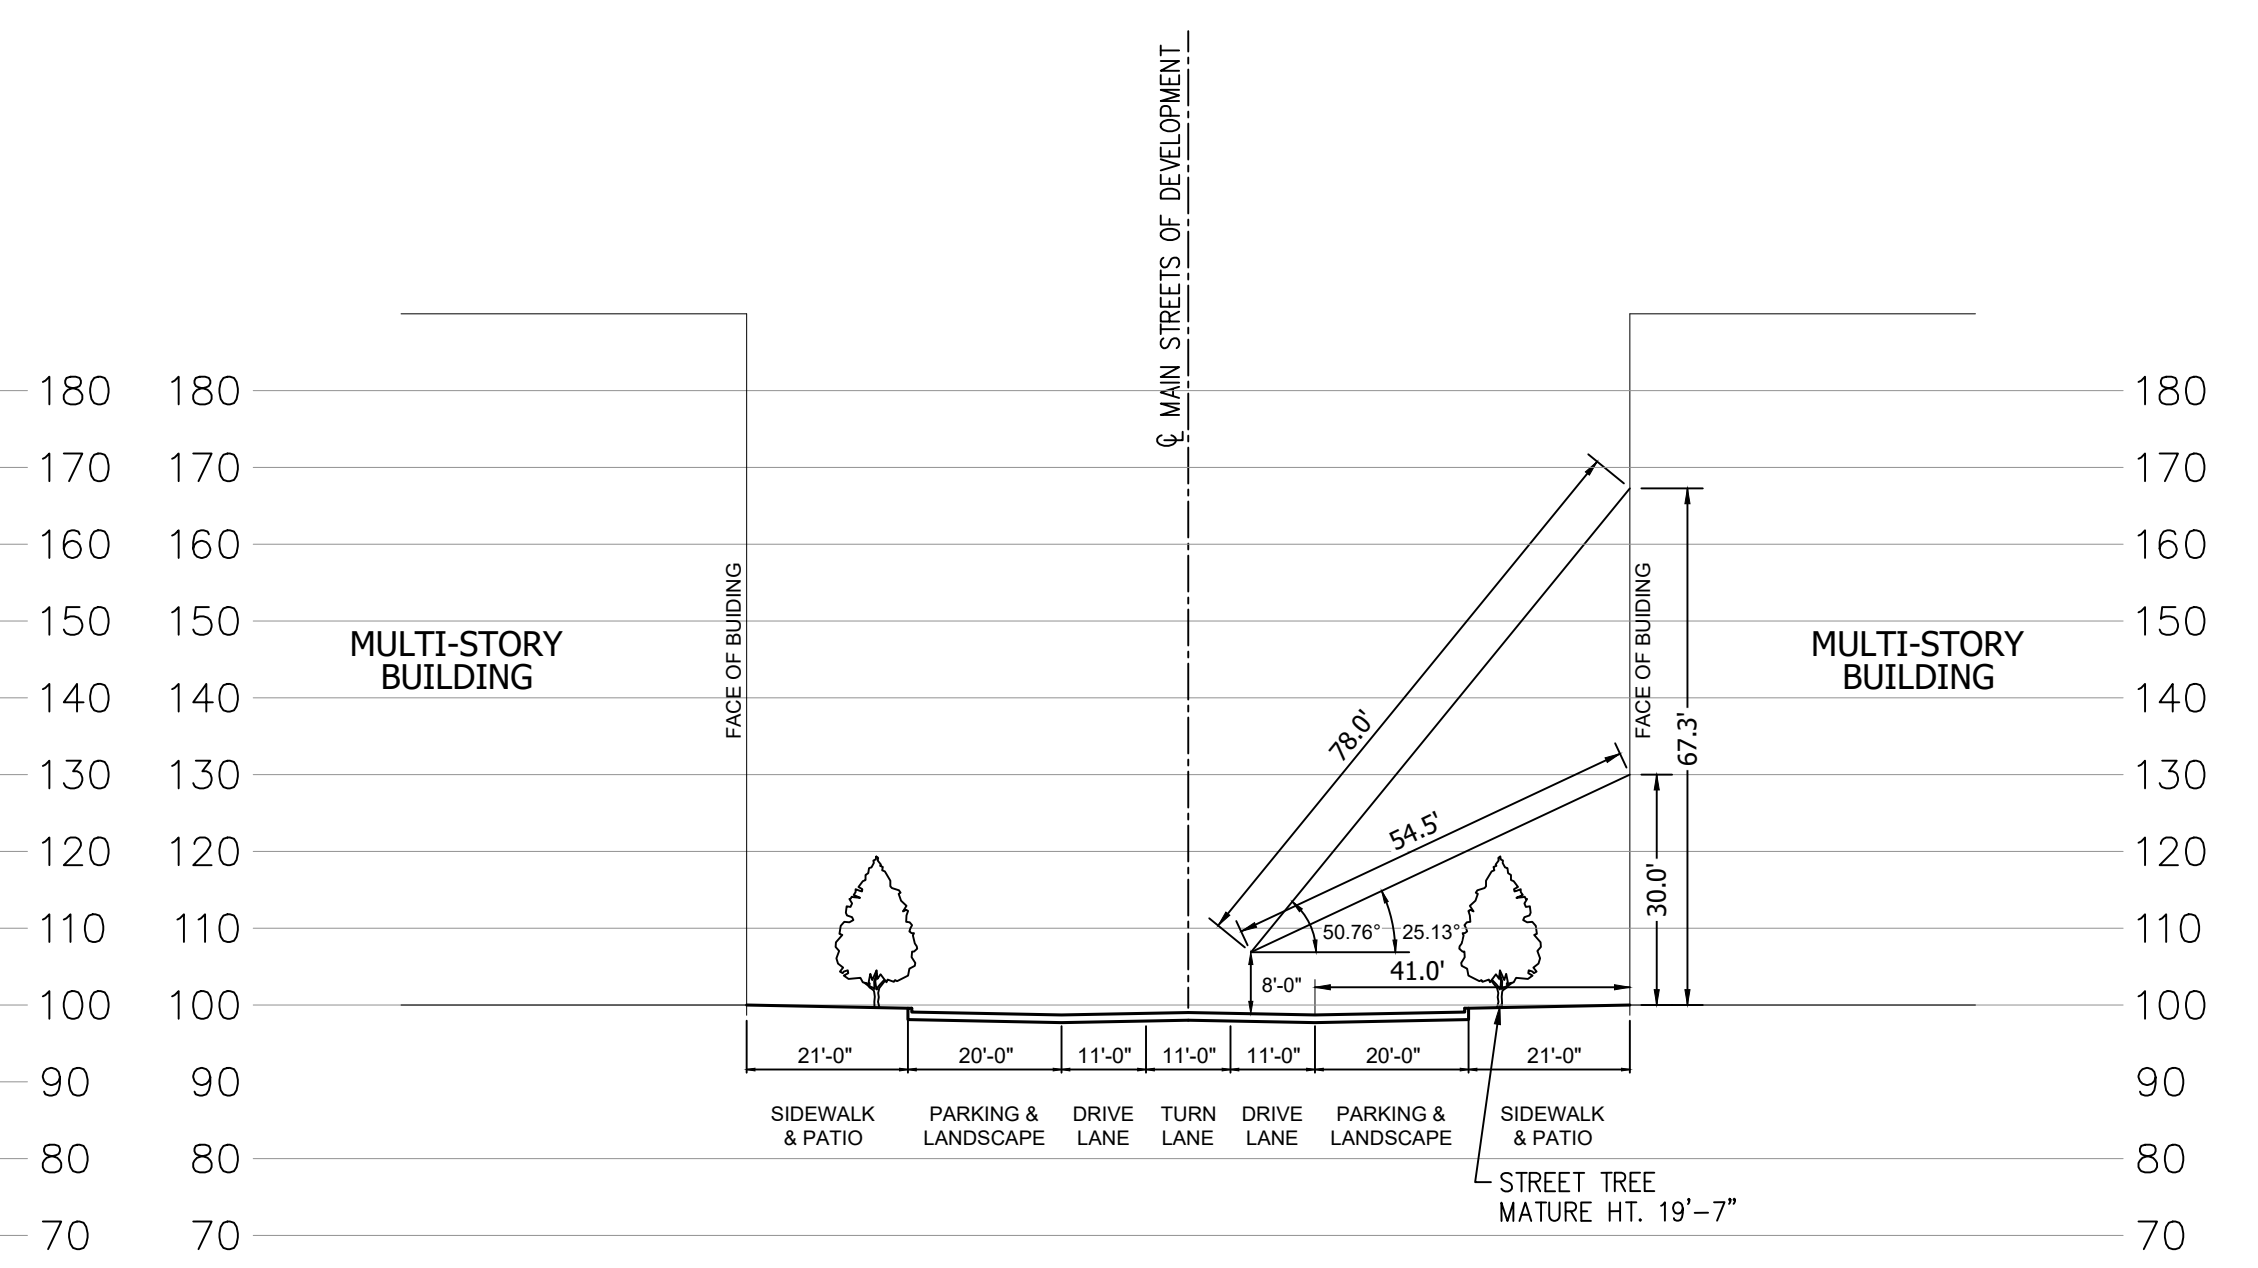 ℄ MAIN STREETS OF DEVELOPMENT
180 180 180
170 170 170
160 160 160
150 150 150
140 140 140
130 130 130
120 120 120
110 110 110
100 100 100
90 90 90
80 80 80
70 70 70
MULTI-STORY
BUILDING
FACE OF BUIDING
78.0'
54.5'
50.76°
25.13°
41.0'
8'-0"
FACE OF BUIDING
67.3'
30.0'
MULTI-STORY
BUILDING
21'-0" 20'-0" 11'-0" 11'-0" 11'-0" 20'-0" 21'-0"
SIDEWALK
& PATIO
PARKING &
LANDSCAPE
DRIVE
LANE
TURN
LANE
DRIVE
LANE
PARKING &
LANDSCAPE
SIDEWALK
& PATIO
STREET TREE
MATURE HT. 19'-7"